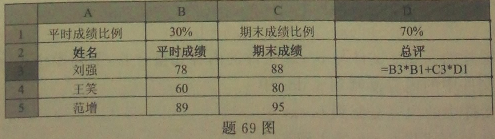 A B C D
1 平时成绩比例 30% 期末成绩比例 70%
2 姓名 平时成绩 期末成绩 总评
3 刘强 78 88 =B3*B1+C3*D1
4 王笑 60 80
5 范增 89 95
题 69 图